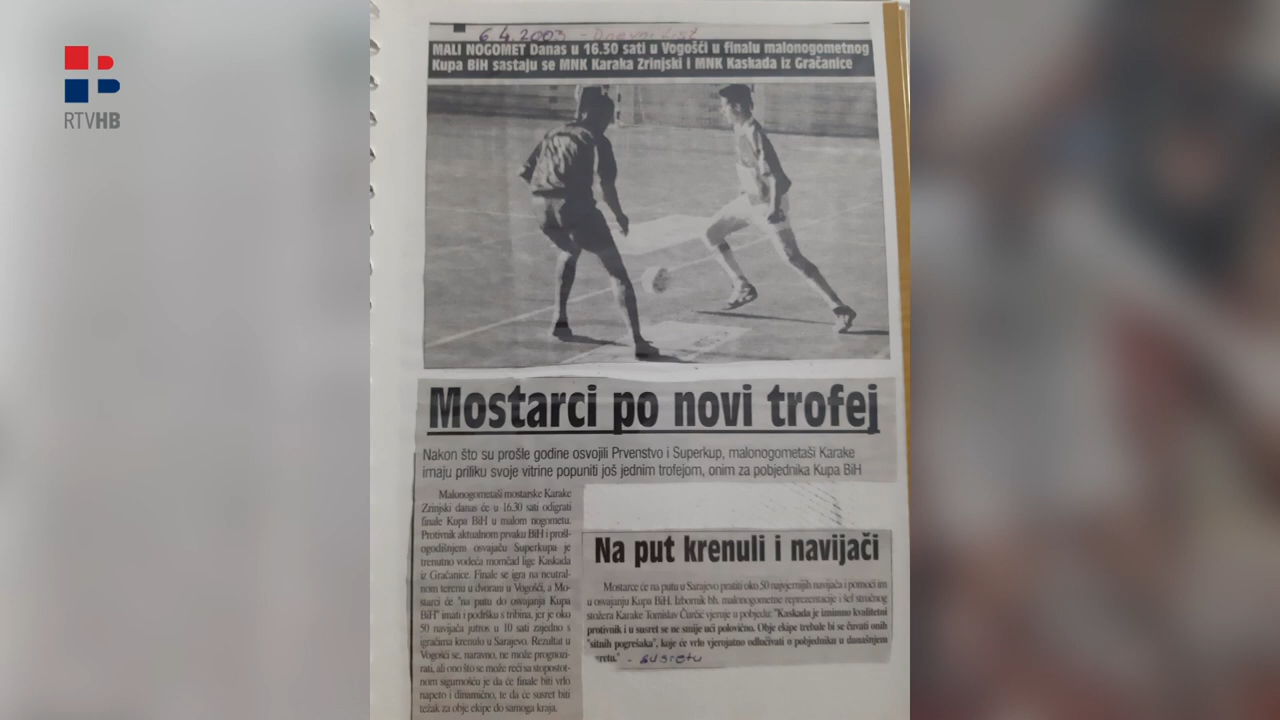 RTVHB
6.4.2003 - Dnevni list
MALI NOGOMET Danas u 16.30 sati u Vogošći u finalu malonogometnog
Kupa BiH sastaju se MNK Karaka Zrinjski i MNK Kaskada iz Gračanice
Mostarci po novi trofej
Nakon što su prošle godine osvojili Prvenstvo i Superkup, malonogometaši Karake
imaju priliku svoje vitrine popuniti još jednim trofejom, onim za pobjednika Kupa BiH
Malonogometaši mostarske Karake
Zrinjski danas će u 16.30 sati odigrati
finale Kupa BiH u malom nogometu.
Protivnik aktualnom prvaku BiH i prošl-
ogodišnjem osvajaču Superkupa je
trenutno vodeća momčad lige Kaskada
iz Gračanice. Finale se igra na neutral-
nom terenu u dvorani u Vogošći, a Mo-
starci će "na putu do osvajanja Kupa
BiH" imati i podršku s tribina, jer je oko
50 navijača jutros u 10 sati zajedno s
igračima krenulo u Sarajevo. Rezultat u
Vogošći se, naravno, ne može prognozi-
rati, ali ono što se može reći sa stopostot-
nom sigurnošću je da će finale biti vrlo
napeto i dinamično, te da će susret biti
težak za obje ekipe do samoga kraja.
Na put krenuli i navijači
Mostarce će na putu u Sarajevo pratiti oko 50 najvjernijih navijača i pomoći im
u osvajanju Kupa BiH. Izbornik bh. malonogometne reprezentacije i šef stručnog
stožera Karake Tomislav Ćurčić vjeruje u pobjedu: "Kaskada je iznimno kvalitetni
protivnik i u susret se ne smije ući polovično. Obje ekipe trebale bi se čuvati onih
"sitnih pogrešaka", koje će vrlo vjerojatno odlučivati o pobjedniku u današnjem
sretu." - susretu